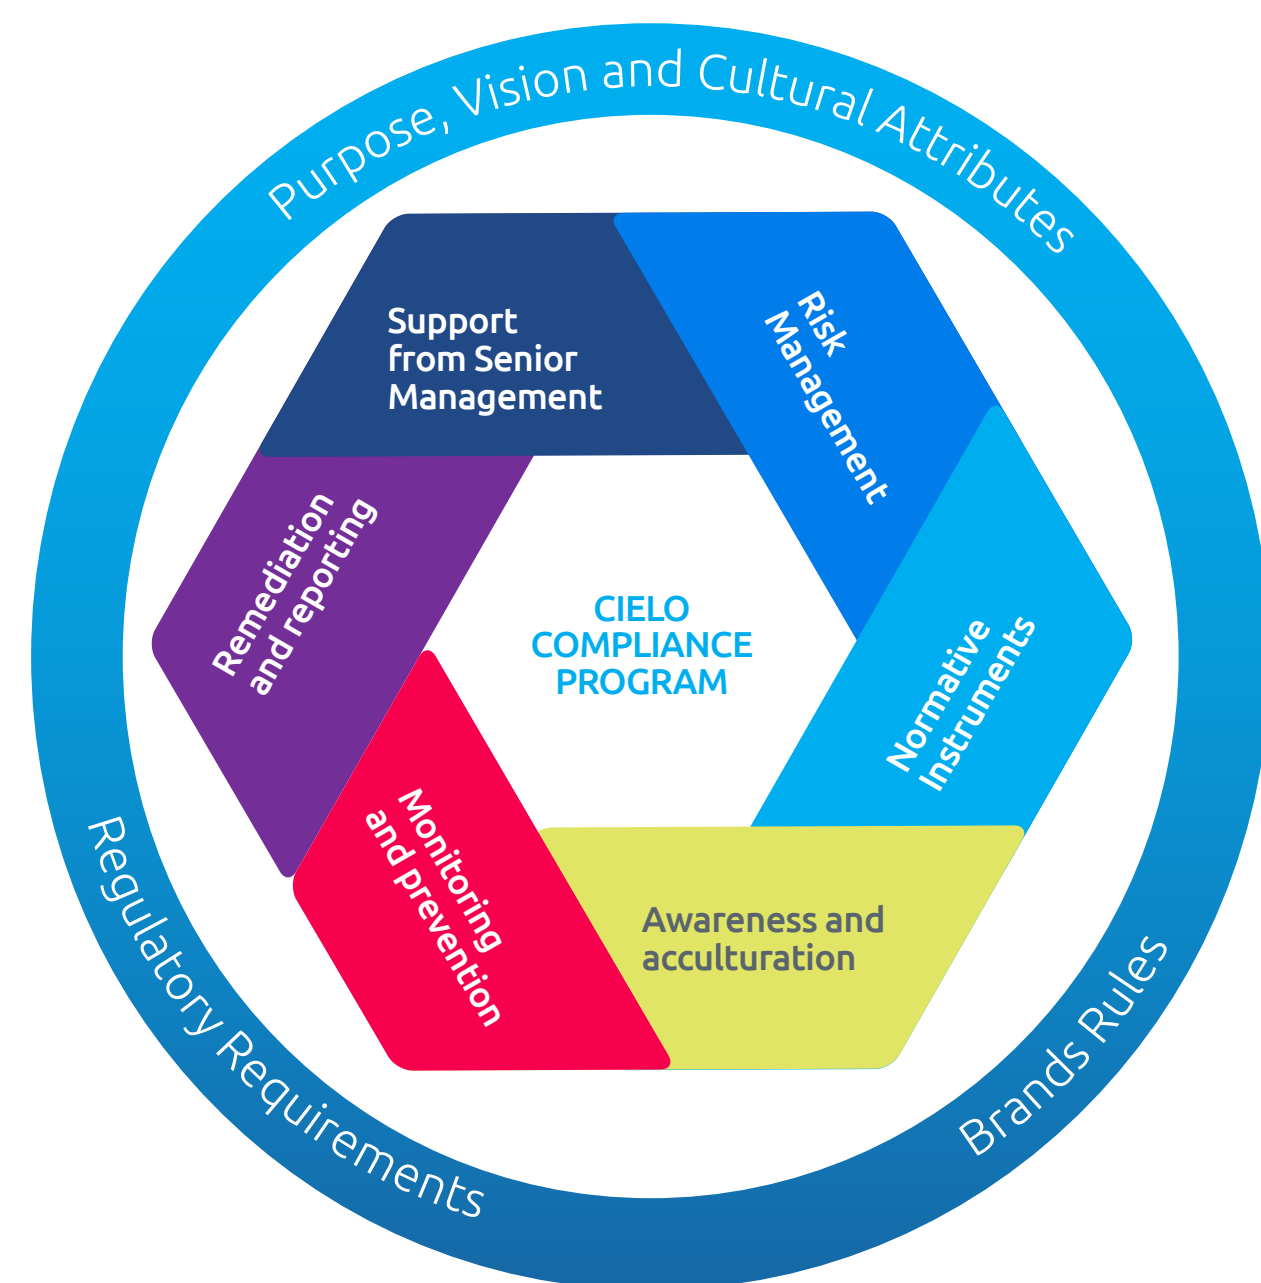 Purpose, Vision and Cultural Attributes
Support
from Senior
Management
Risk
Management
Remediation
and reporting
CIELO
COMPLIANCE
PROGRAM
Normative
Instruments
Monitoring
and prevention
Awareness and
acculturation
Regulatory Requirements
Brands Rules